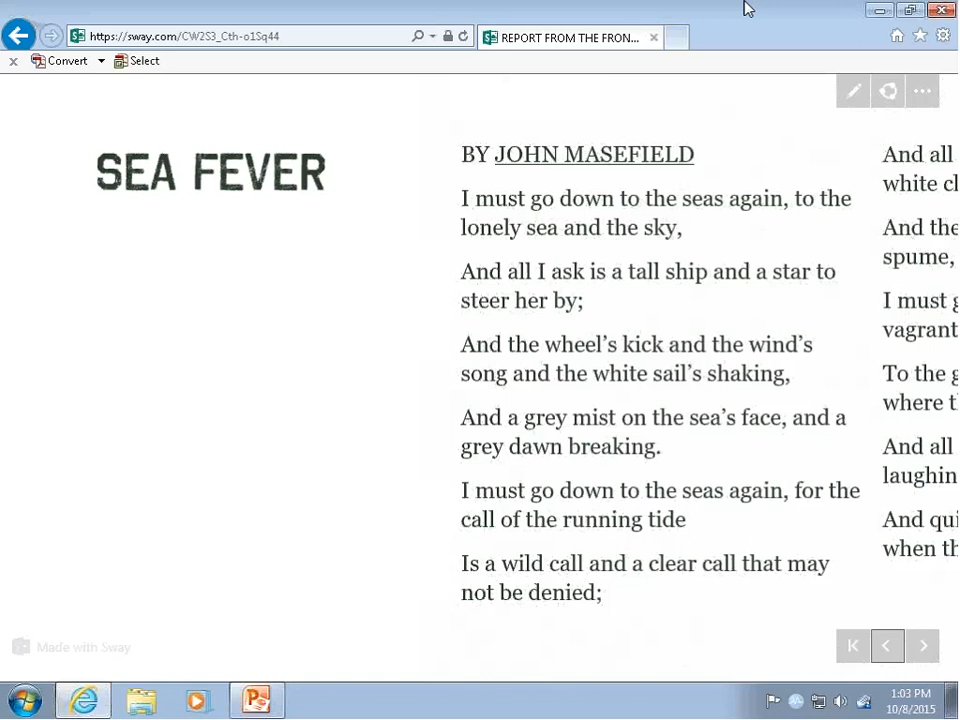 https://sway.com/CW2S3_Cth-o1Sq44
REPORT FROM THE FRON...
x Convert Select
SEA FEVER
BY JOHN MASEFIELD
I must go down to the seas again, to the
lonely sea and the sky,
And all I ask is a tall ship and a star to
steer her by;
And the wheel's kick and the wind's
song and the white sail's shaking,
And a grey mist on the sea's face, and a
grey dawn breaking.
I must go down to the seas again, for the
call of the running tide
Is a wild call and a clear call that may
not be denied;
And all
white cl
And the
spume,
I must g
vagrant
To the g
where th
And all
laughin
And qui
when th
Made with Sway
1:03 PM
10/8/2015